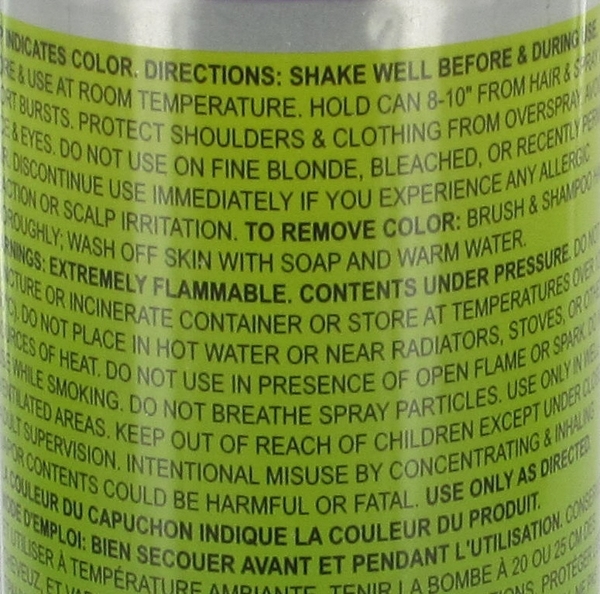 INDICATES COLOR. DIRECTIONS: SHAKE WELL BEFORE & DURING USE.
& USE AT ROOM TEMPERATURE. HOLD CAN 8-10" FROM HAIR & SPRAY
BURSTS. PROTECT SHOULDERS & CLOTHING FROM OVERSPRAY.
& EYES. DO NOT USE ON FINE BLONDE, BLEACHED, OR RECENTLY
DISCONTINUE USE IMMEDIATELY IF YOU EXPERIENCE ANY ALLERGIC
OR SCALP IRRITATION. TO REMOVE COLOR: BRUSH & SHAMPOO
WASH OFF SKIN WITH SOAP AND WARM WATER.
EXTREMELY FLAMMABLE. CONTENTS UNDER PRESSURE. DO NOT
OR INCINERATE CONTAINER OR STORE AT TEMPERATURES OVER
DO NOT PLACE IN HOT WATER OR NEAR RADIATORS, STOVES, OR
OF HEAT. DO NOT USE IN PRESENCE OF OPEN FLAME OR SPARK.
WHILE SMOKING. DO NOT BREATHE SPRAY PARTICLES. USE ONLY IN
AREAS. KEEP OUT OF REACH OF CHILDREN EXCEPT UNDER
SUPERVISION. INTENTIONAL MISUSE BY CONCENTRATING & INHALING
CONTENTS COULD BE HARMFUL OR FATAL. USE ONLY AS DIRECTED.
COULEUR DU CAPUCHON INDIQUE LA COULEUR DU PRODUIT.
D'EMPLOI: BIEN SECOUER AVANT ET PENDANT L'UTILISATION.
UTILISER À TEMPÉRATURE AMBIANTE. TENIR LA BOMBE À 20 OU 25 CM DES